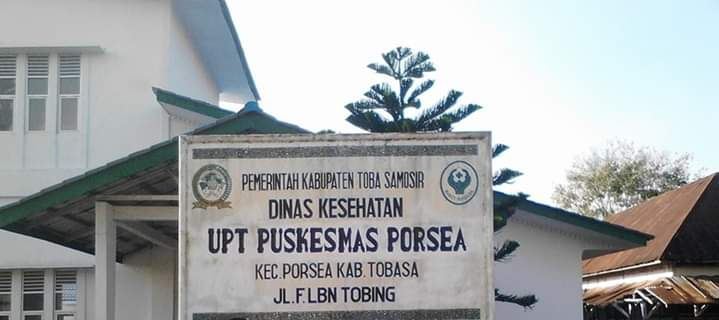 PEMERINTAH KABUPATEN TOBA SAMOSIR
DINAS KESEHATAN
UPT PUSKESMAS PORSEA
KEC.PORSEA KAB.TOBASA
JL.F.LBN TOBING